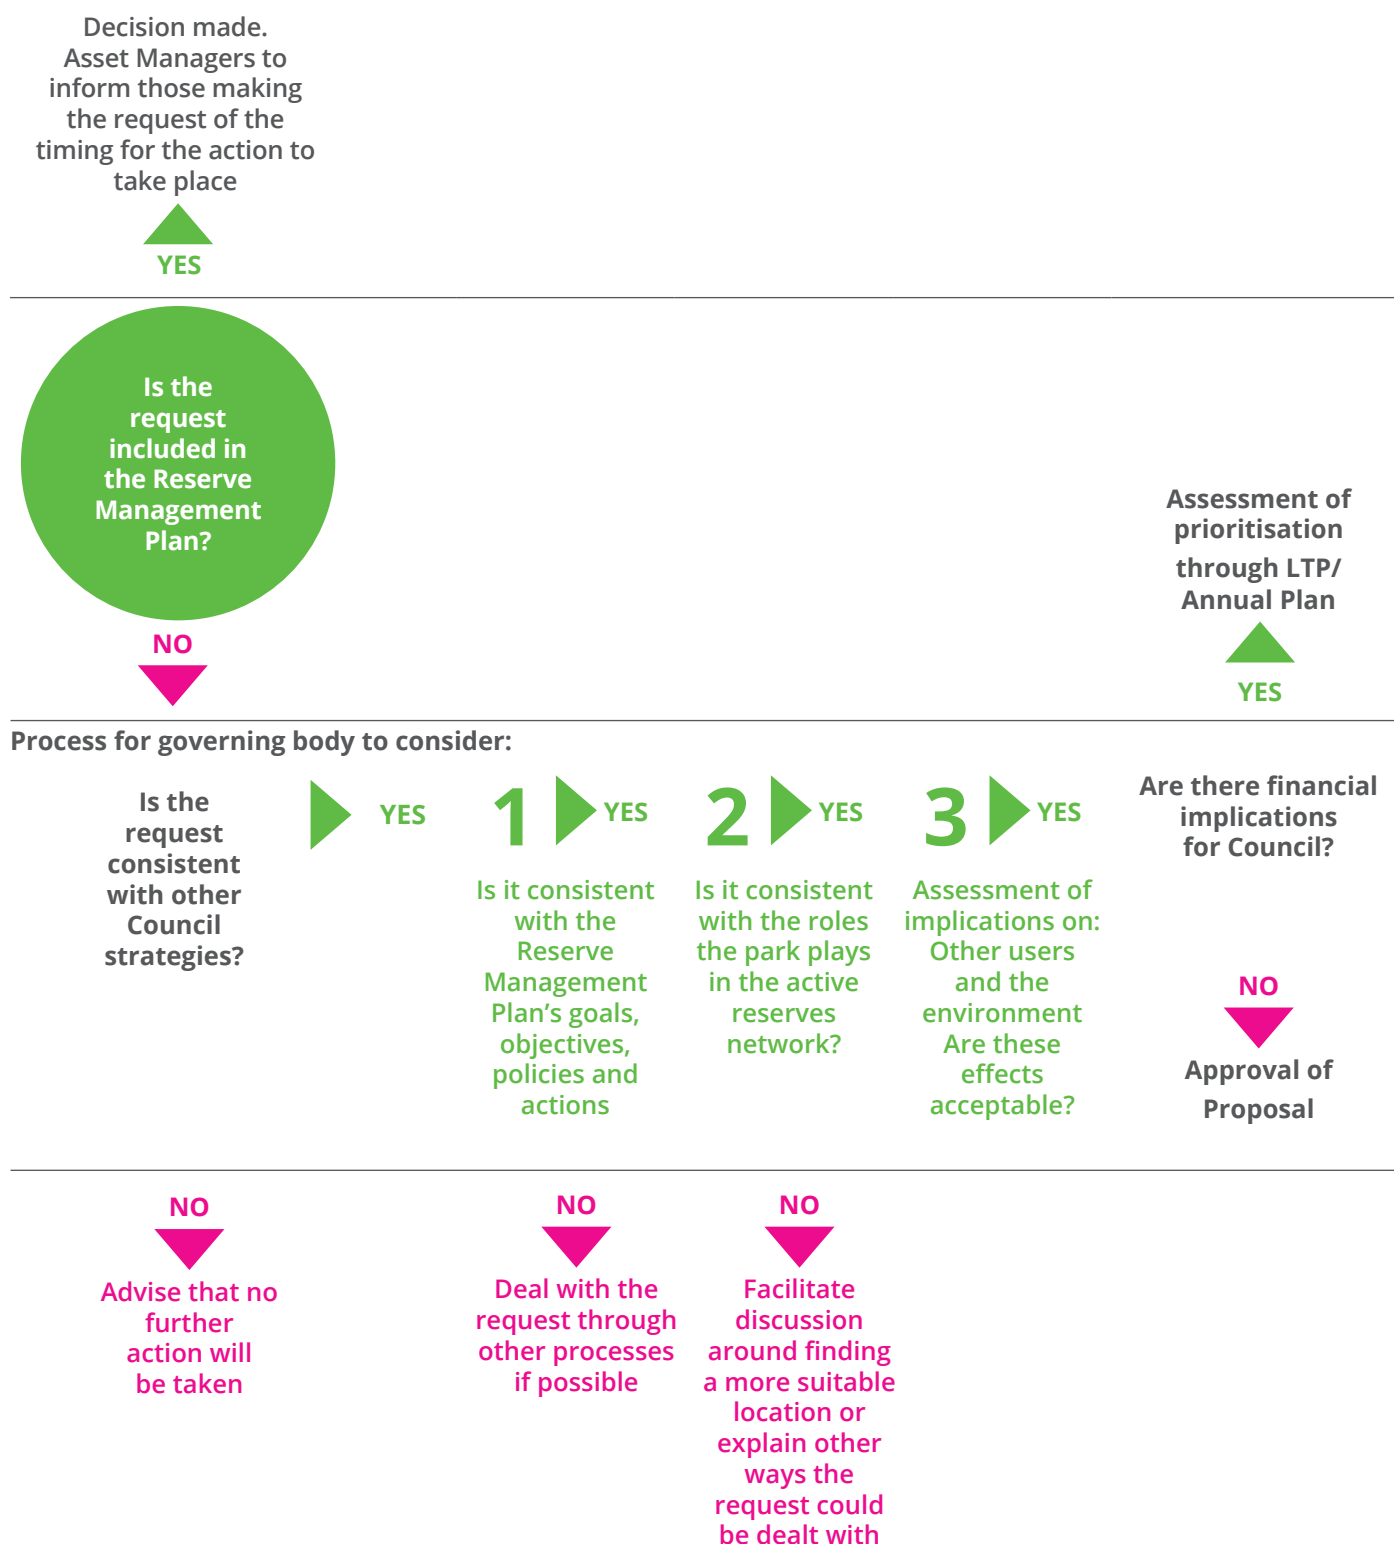 Decision made.
Asset Managers to
inform those making
the request of the
timing for the action to
take place
YES
Is the
request
included in
the Reserve
Management
Plan?
NO
Assessment of
prioritisation
through LTP/
Annual Plan
YES
Process for governing body to consider:
Is the
request
consistent
with other
Council
strategies?
YES
1
YES
Is it consistent
with the
Reserve
Management
Plan’s goals,
objectives,
policies and
actions
2
YES
Is it consistent
with the roles
the park plays
in the active
reserves
network?
3
YES
Assessment of
implications on:
Other users
and the
environment
Are these
effects
acceptable?
Are there financial
implications
for Council?
NO
Approval of
Proposal
NO
Advise that no
further
action will
be taken
NO
Deal with the
request through
other processes
if possible
NO
Facilitate
discussion
around finding
a more suitable
location or
explain other
ways the
request could
be dealt with